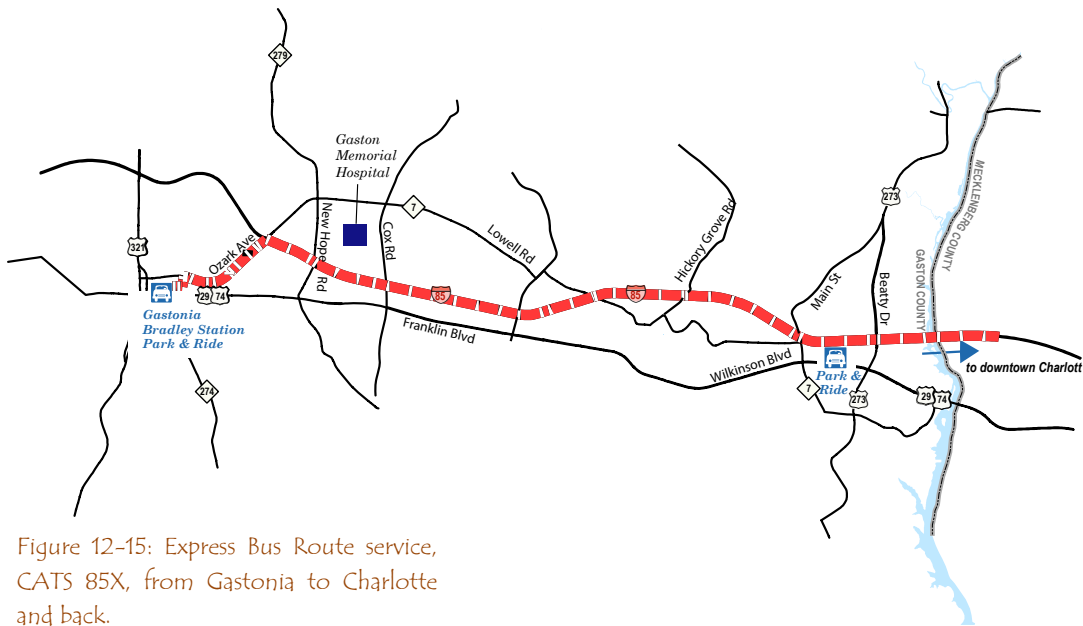 279
Gaston
Memorial
Hospital
7
New Hope Rd
Cox Rd
Lowell Rd
Hickory Grove Rd
273
MECKLENBERG COUNTY
GASTON COUNTY
Main St
Beatty Dr
321
Ozark Ave
29 74
85
85
Gastonia
Bradley Station
Park & Ride
Franklin Blvd
Wilkinson Blvd
Park &
Ride
to downtown Charlott
7
273
29 74
274
Figure 12-15: Express Bus Route service,
CATS 85X, from Gastonia to Charlotte
and back.